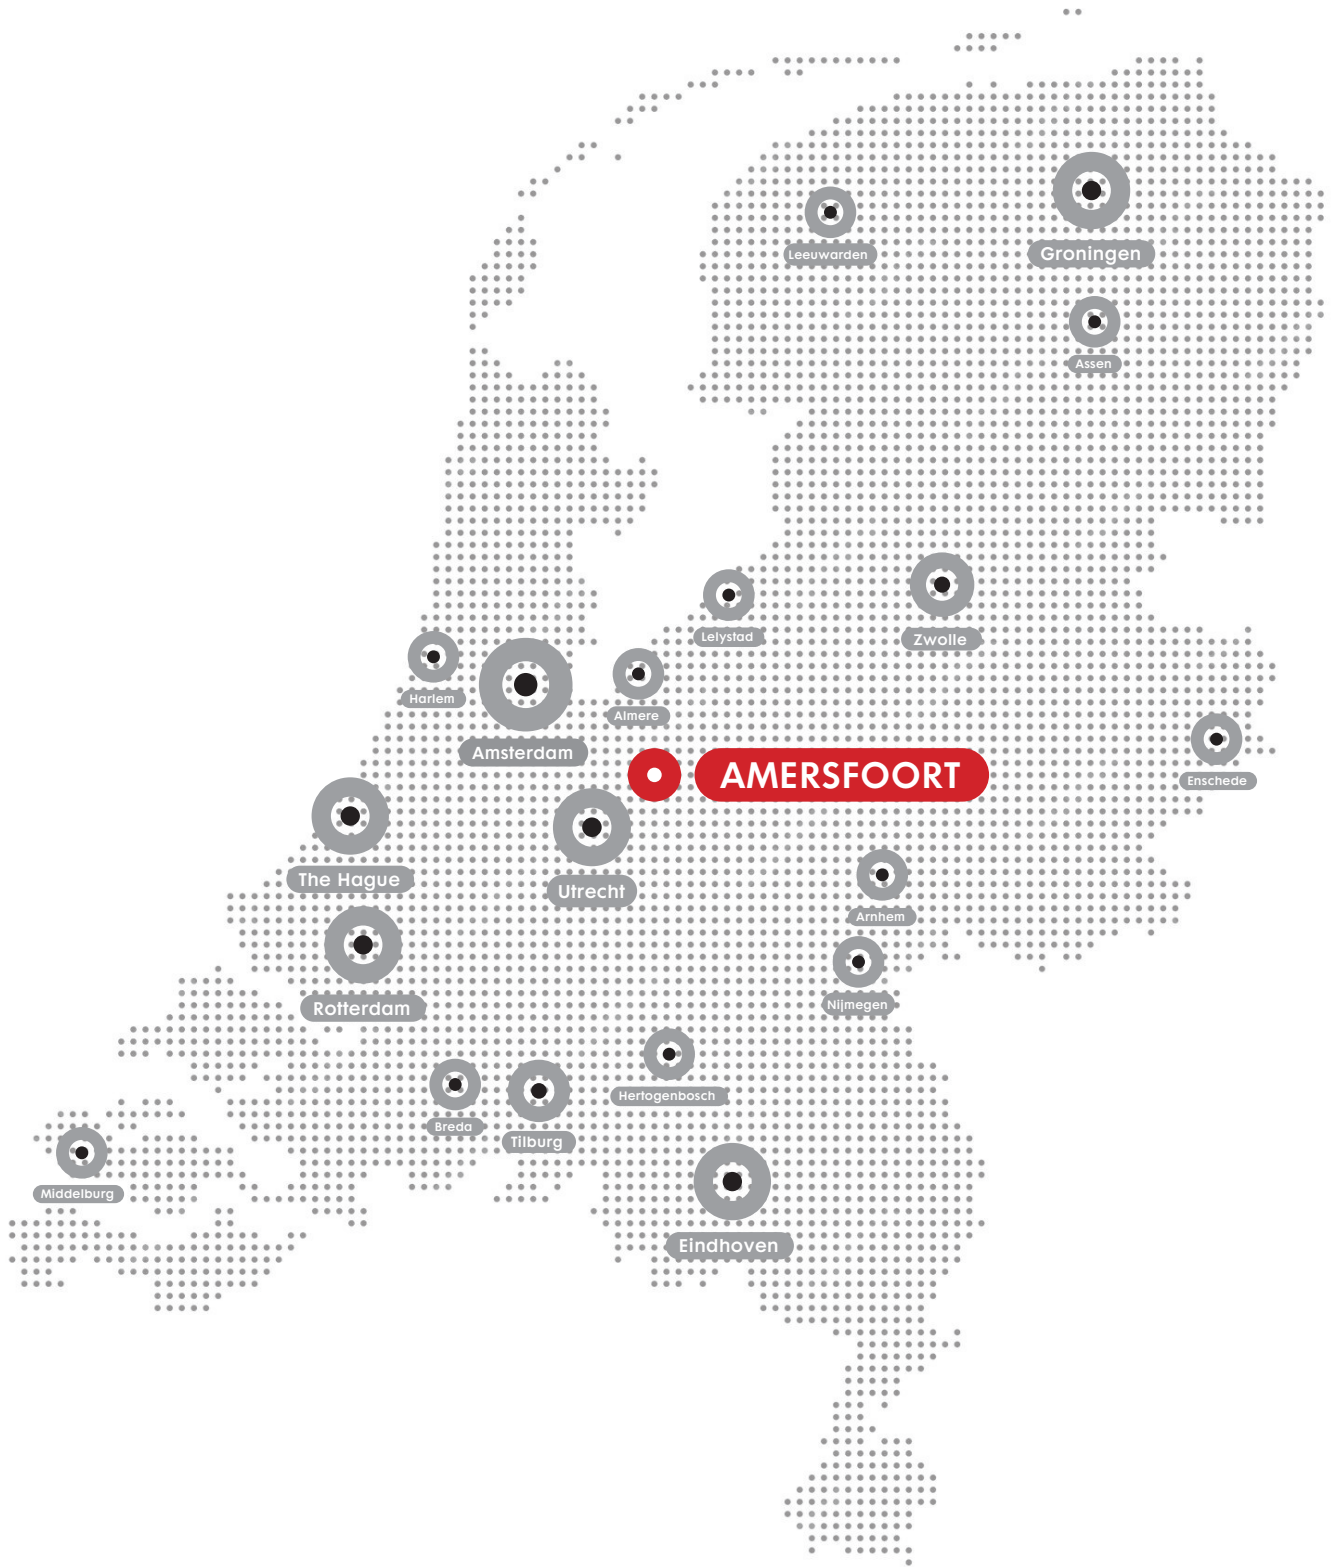 Leeuwarden
Groningen
Assen
Lelystad
Zwolle
Harlem
Almere
Amsterdam
AMERSFOORT
Enschede
The Hague
Utrecht
Arnhem
Rotterdam
Nijmegen
Hertogenbosch
Breda
Tilburg
Middelburg
Eindhoven